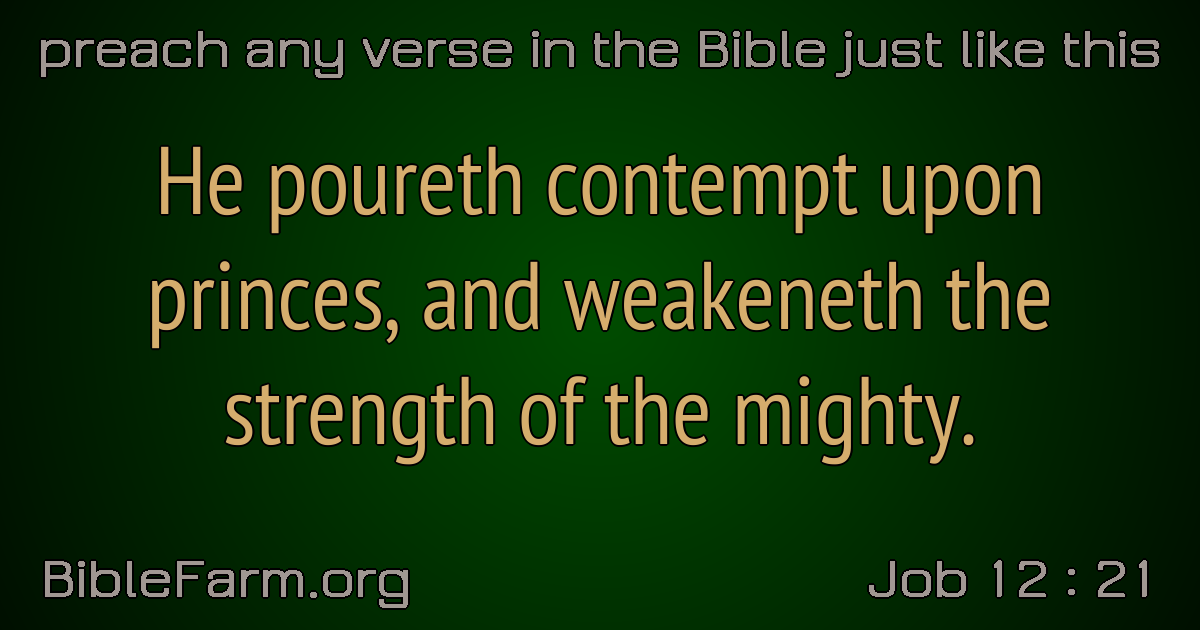 preach any verse in the Bible just like this
He poureth contempt upon
princes, and weakeneth the
strength of the mighty.
BibleFarm.org
Job 12 : 21